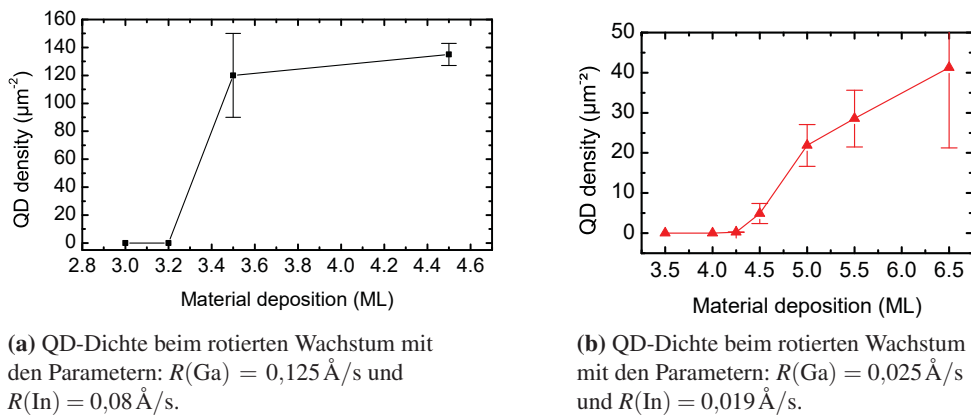 160
140
120
100
80
60
40
20
0
QD density (µm⁻²)
2.8 3.0 3.2 3.4 3.6 3.8 4.0 4.2 4.4 4.6
Material deposition (ML)
(a) QD-Dichte beim rotierten Wachstum mit
den Parametern: R(Ga) = 0,125 Å/s und
R(In) = 0,08 Å/s.
50
40
30
20
10
0
QD density (µm⁻²)
3.5 4.0 4.5 5.0 5.5 6.0 6.5
Material deposition (ML)
(b) QD-Dichte beim rotierten Wachstum
mit den Parametern: R(Ga) = 0,025 Å/s
und R(In) = 0,019 Å/s.